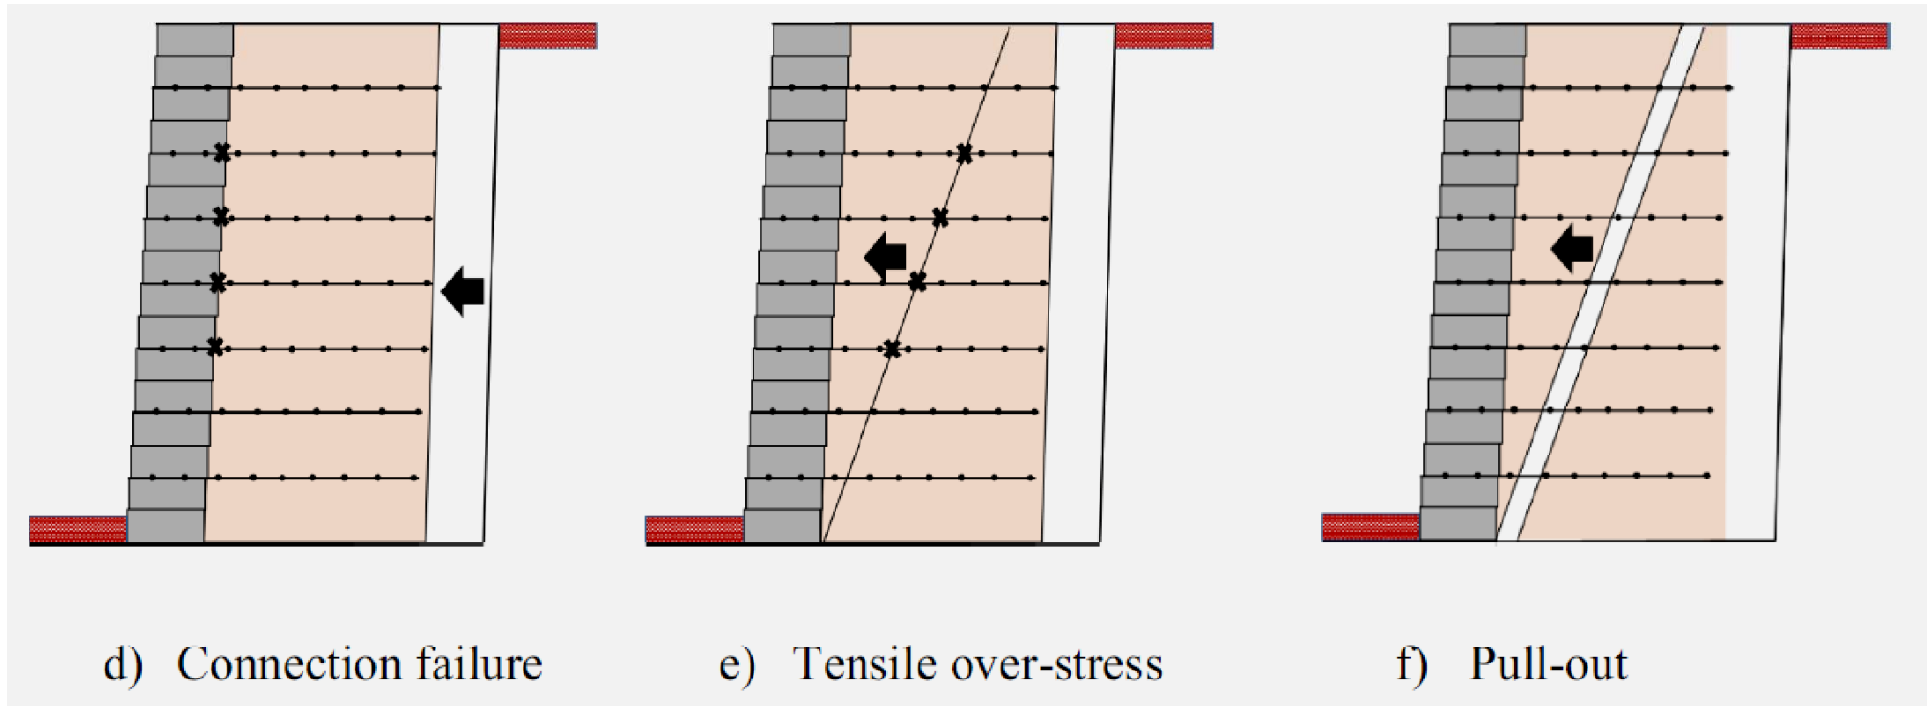 d) Connection failure
e) Tensile over-stress
f) Pull-out